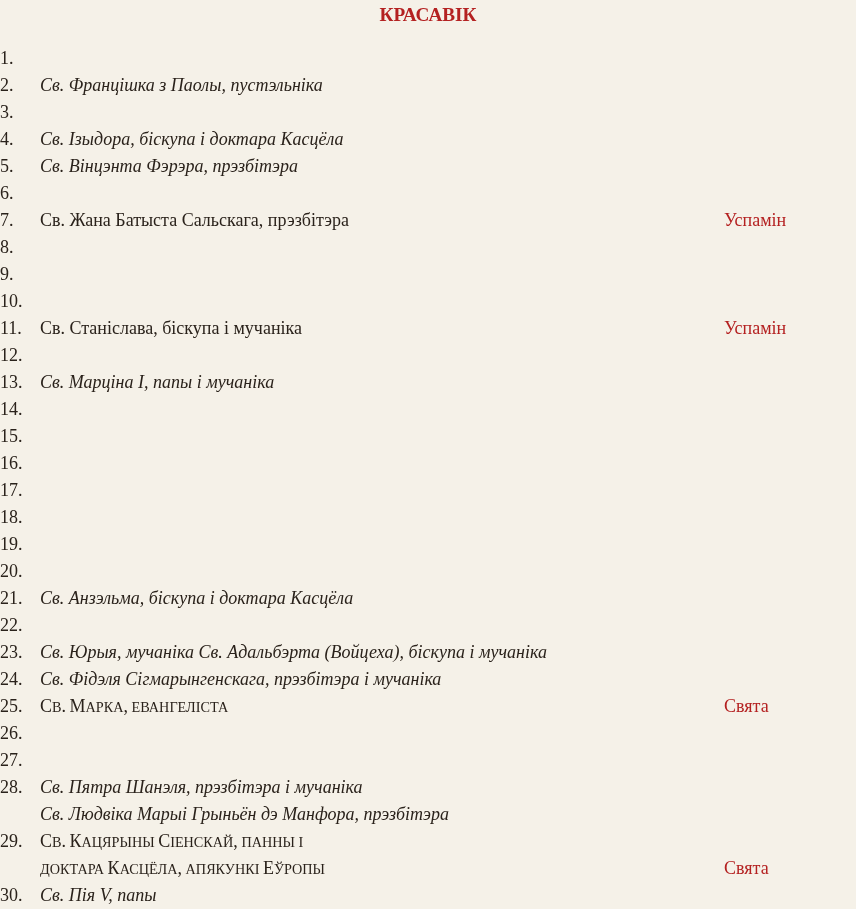 КРАСАВІК
1.
2. Св. Францішка з Паолы, пустэльніка
3.
4. Св. Ізыдора, біскупа і доктара Касцёла
5. Св. Вінцэнта Фэрэра, прэзбітэра
6.
7. Св. Жана Батыста Сальскага, прэзбітэра Успамін
8.
9.
10.
11. Св. Станіслава, біскупа і мучаніка Успамін
12.
13. Св. Марціна I, папы і мучаніка
14.
15.
16.
17.
18.
19.
20.
21. Св. Анзэльма, біскупа і доктара Касцёла
22.
23. Св. Юрыя, мучаніка Св. Адальбэрта (Войцеха), біскупа і мучаніка
24. Св. Фідэля Сігмарынгенскага, прэзбітэра і мучаніка
25. Св. Марка, евангеліста Свята
26.
27.
28. Св. Пятра Шанэля, прэзбітэра і мучаніка
Св. Людвіка Марыі Грыньён дэ Манфора, прэзбітэра
29. Св. Кацярыны Сіенскай, панны і
доктара Касцёла, апякункі Еўропы Свята
30. Св. Пія V, папы